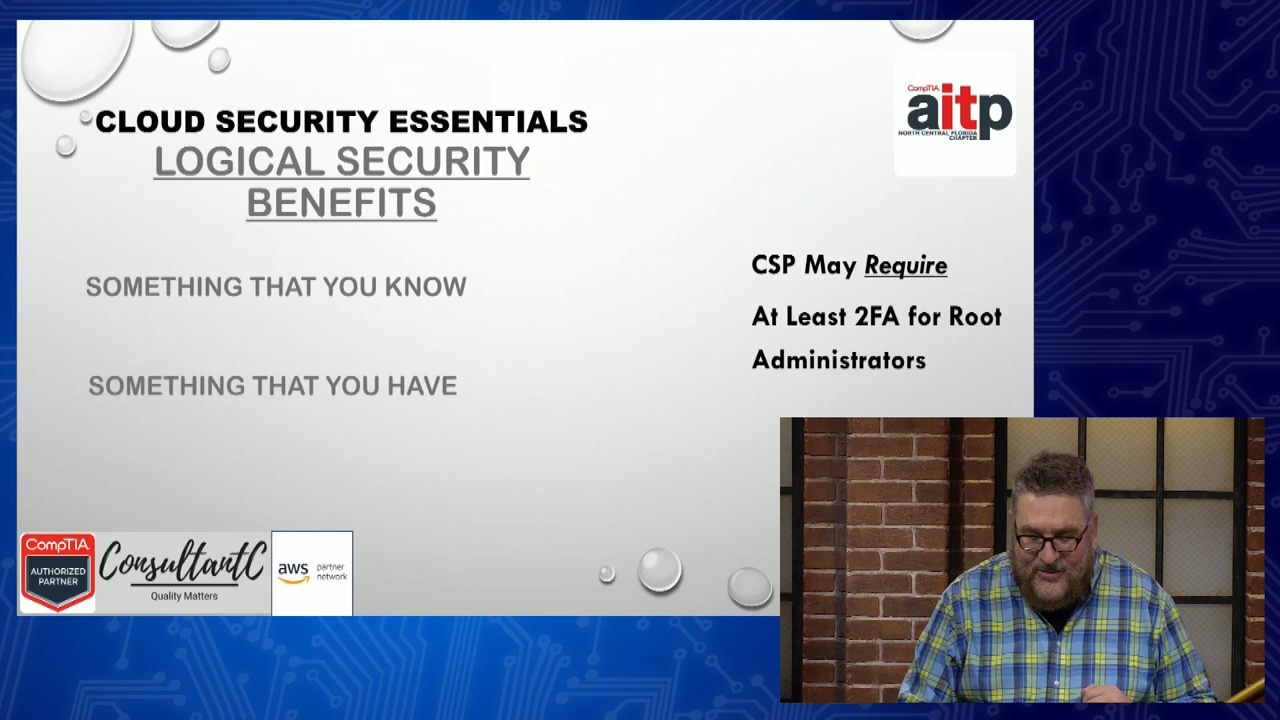 CLOUD SECURITY ESSENTIALS
LOGICAL SECURITY
BENEFITS
SOMETHING THAT YOU KNOW
SOMETHING THAT YOU HAVE
CompTIA
aitp
NORTH CENTRAL FLORIDA
CHAPTER
CSP May Require
At Least 2FA for Root
Administrators
CompTIA
AUTHORIZED
PARTNER
ConsultantC
Quality Matters
aws partner
network